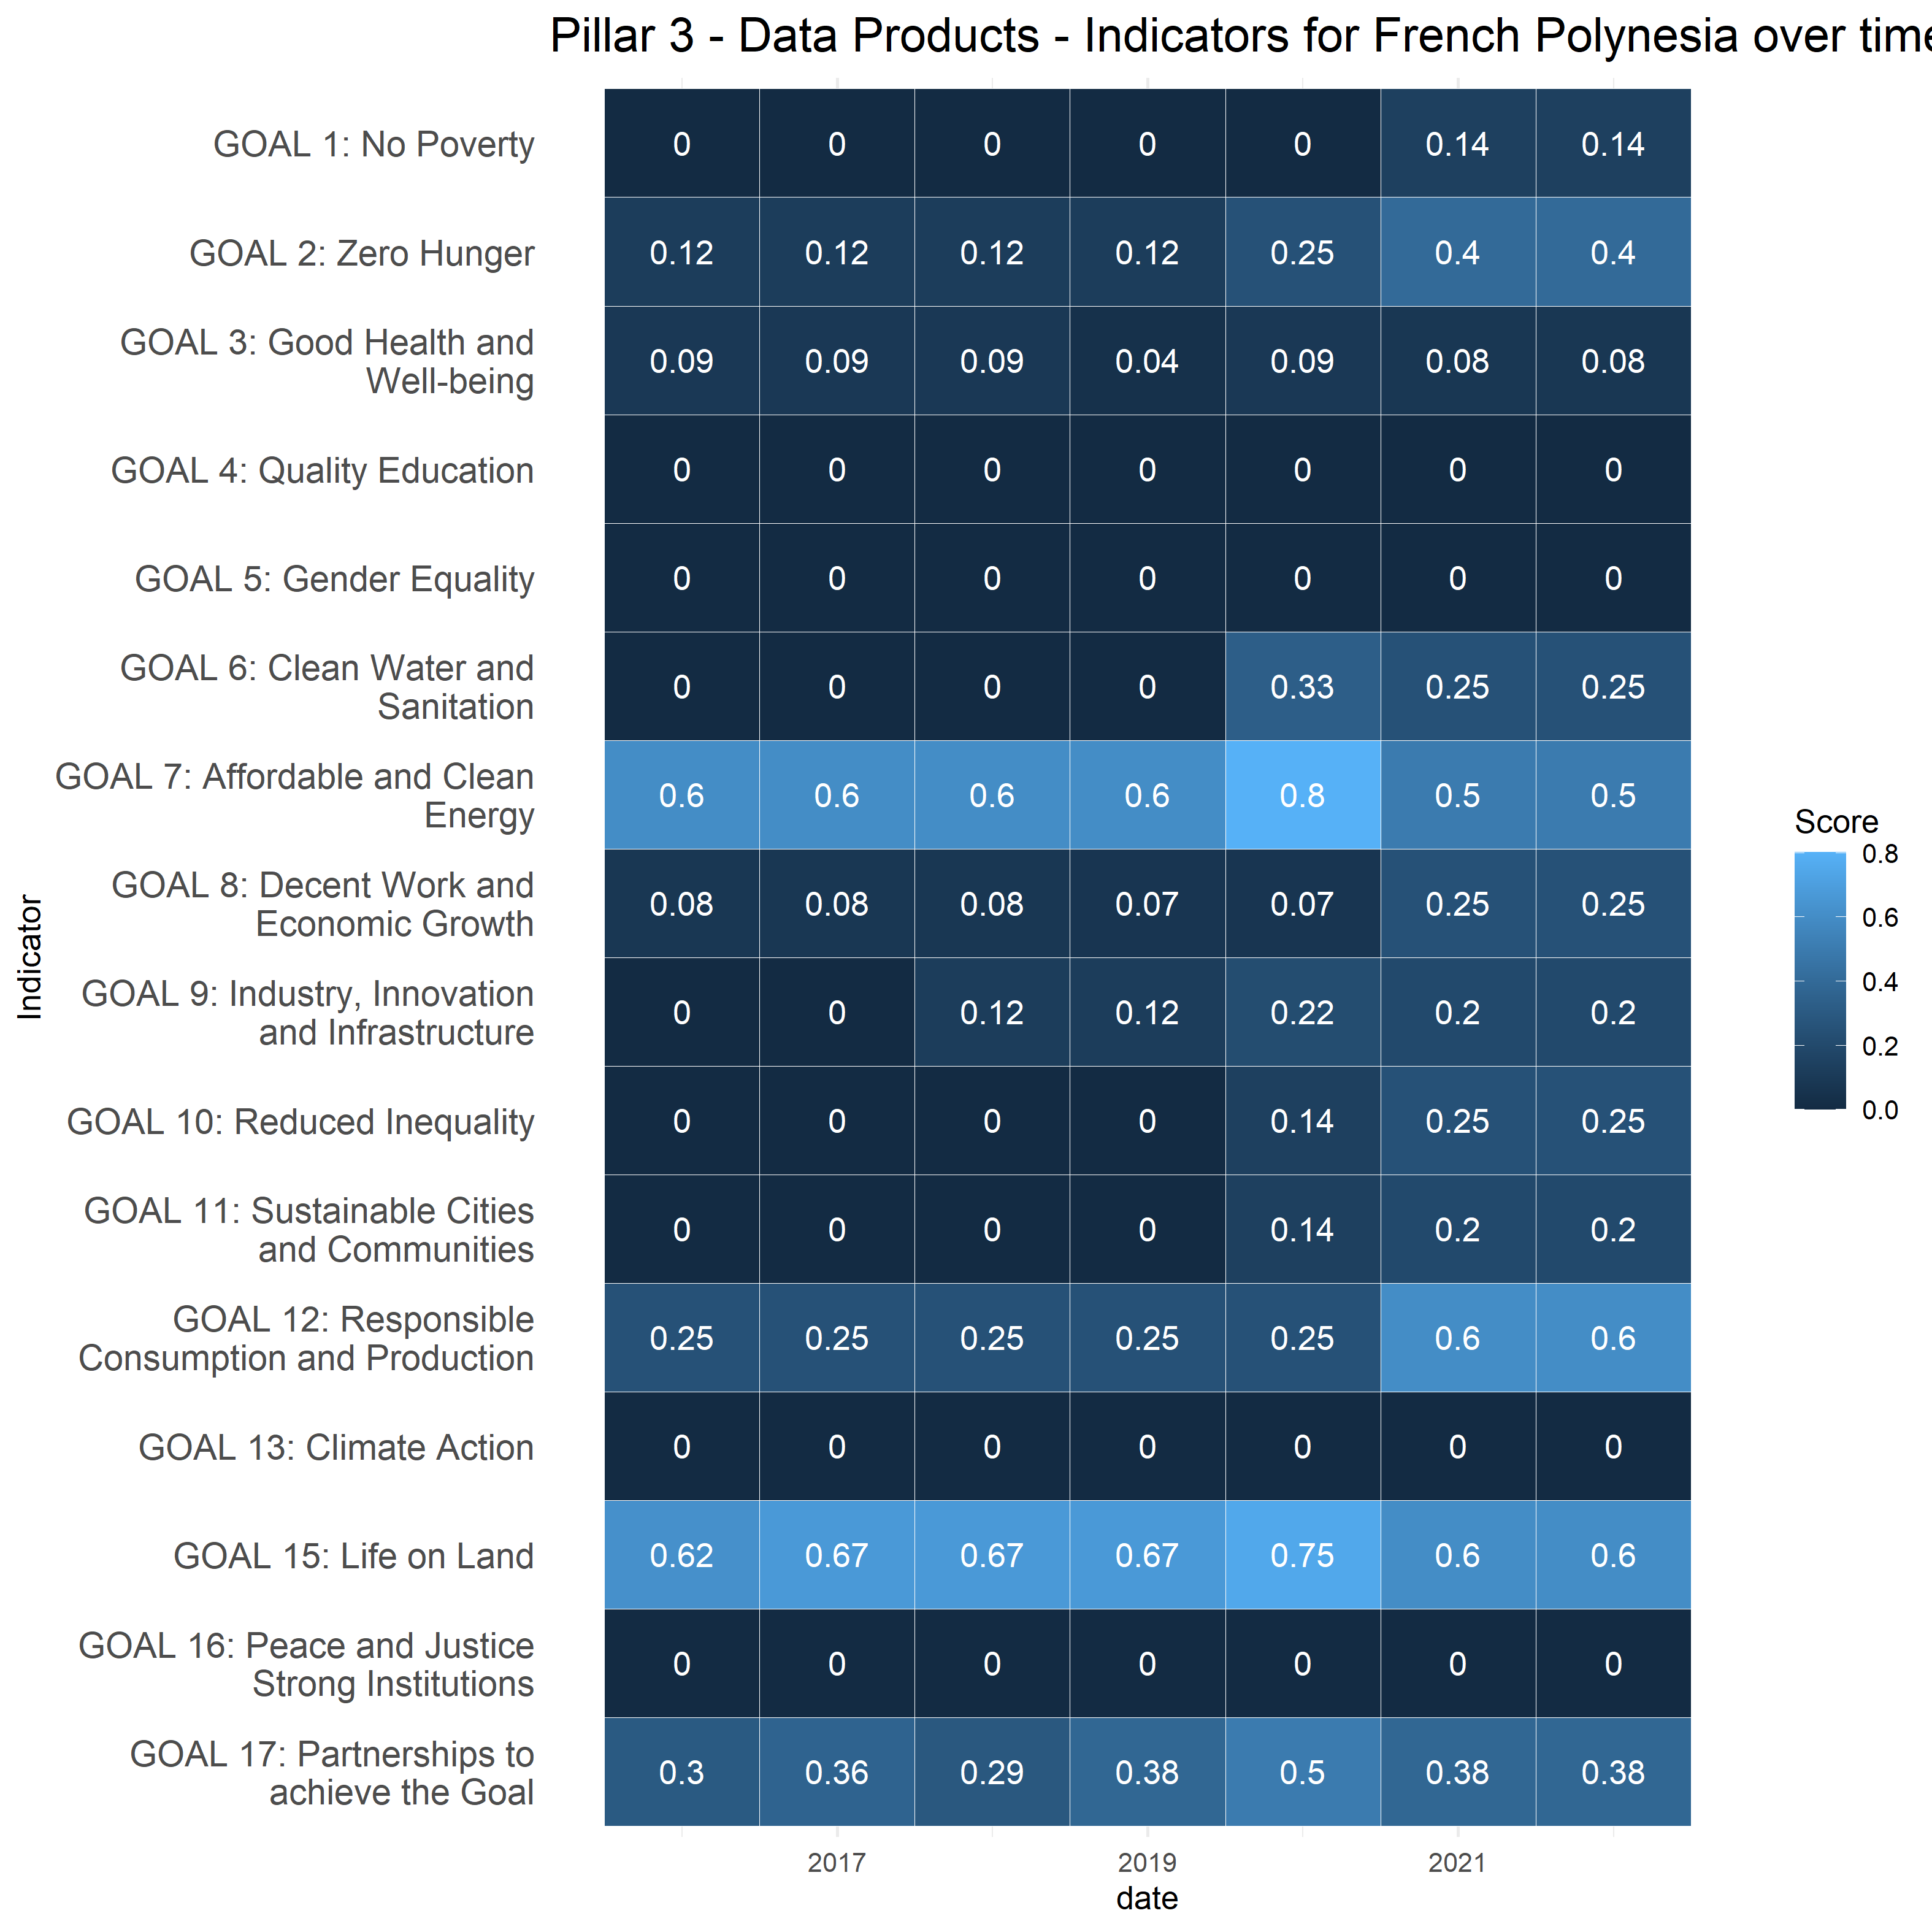 Pillar 3 - Data Products - Indicators for French Polynesia over time
GOAL 1: No Poverty
0 0 0 0 0 0.14 0.14
GOAL 2: Zero Hunger
0.12 0.12 0.12 0.12 0.25 0.4 0.4
GOAL 3: Good Health and
Well-being
0.09 0.09 0.09 0.04 0.09 0.08 0.08
GOAL 4: Quality Education
0 0 0 0 0 0 0
GOAL 5: Gender Equality
0 0 0 0 0 0 0
GOAL 6: Clean Water and
Sanitation
0 0 0 0 0.33 0.25 0.25
GOAL 7: Affordable and Clean
Energy
0.6 0.6 0.6 0.6 0.8 0.5 0.5
GOAL 8: Decent Work and
Economic Growth
0.08 0.08 0.08 0.07 0.07 0.25 0.25
GOAL 9: Industry, Innovation
and Infrastructure
0 0 0.12 0.12 0.22 0.2 0.2
GOAL 10: Reduced Inequality
0 0 0 0 0.14 0.25 0.25
GOAL 11: Sustainable Cities
and Communities
0 0 0 0 0.14 0.2 0.2
GOAL 12: Responsible
Consumption and Production
0.25 0.25 0.25 0.25 0.25 0.6 0.6
GOAL 13: Climate Action
0 0 0 0 0 0 0
GOAL 15: Life on Land
0.62 0.67 0.67 0.67 0.75 0.6 0.6
GOAL 16: Peace and Justice
Strong Institutions
0 0 0 0 0 0 0
GOAL 17: Partnerships to
achieve the Goal
0.3 0.36 0.29 0.38 0.5 0.38 0.38
2017 2019 2021
date
Indicator
Score
0.8
0.6
0.4
0.2
0.0